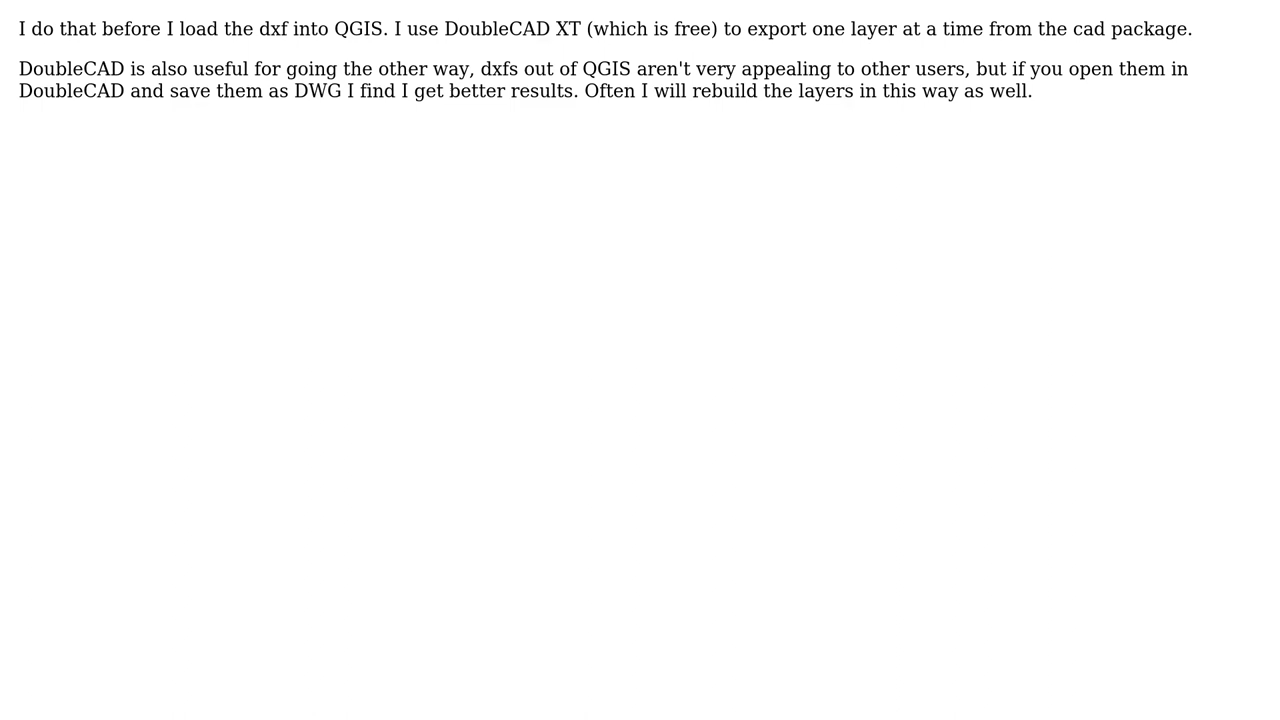 I do that before I load the dxf into QGIS. I use DoubleCAD XT (which is free) to export one layer at a time from the cad package.
DoubleCAD is also useful for going the other way, dxfs out of QGIS aren't very appealing to other users, but if you open them in
DoubleCAD and save them as DWG I find I get better results. Often I will rebuild the layers in this way as well.